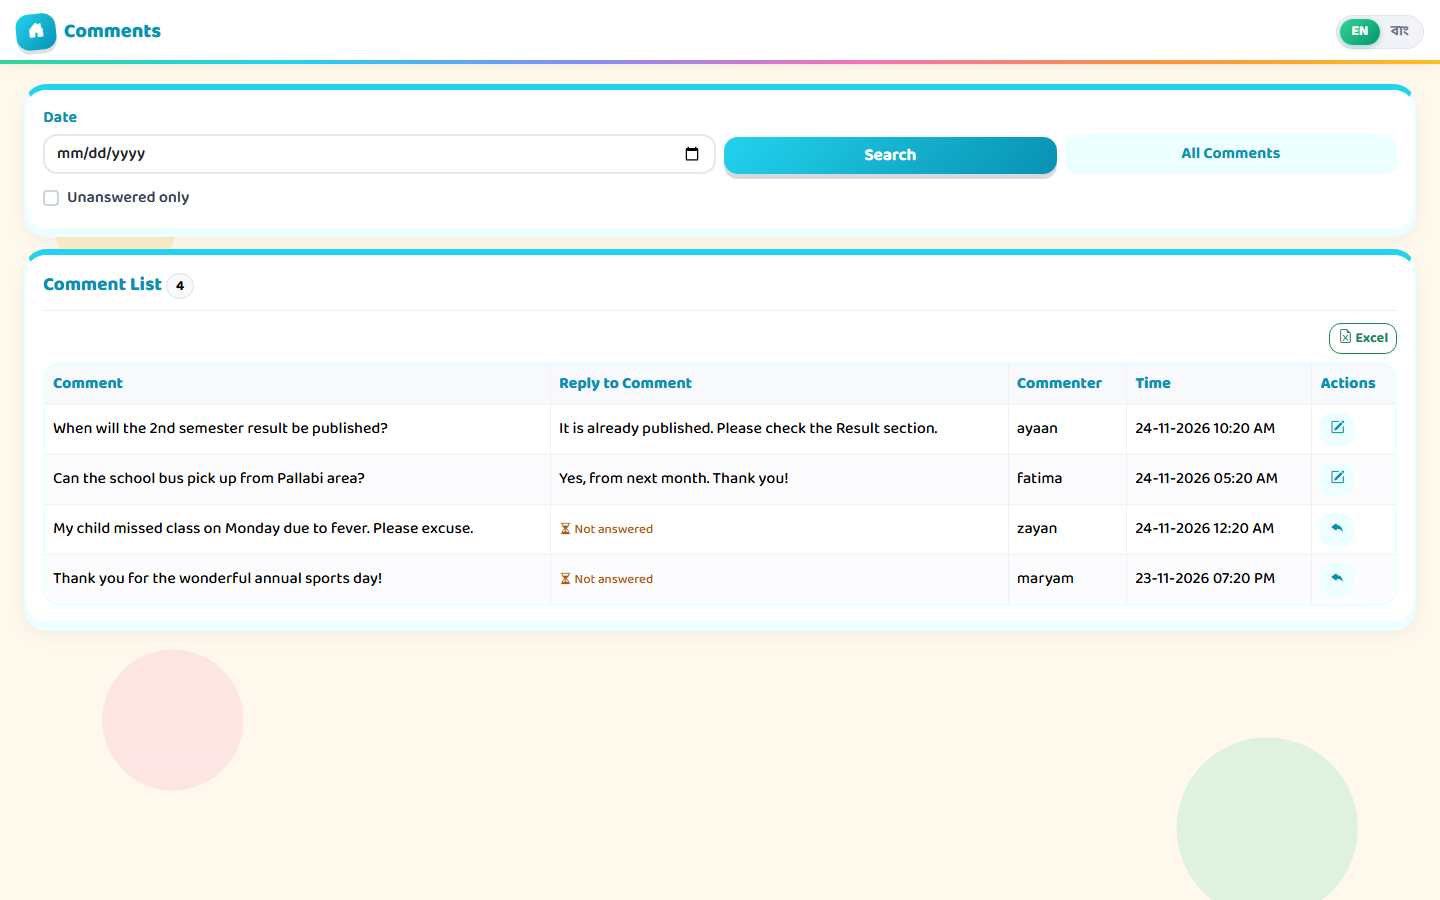 Comments
EN বাং
Date
mm/dd/yyyy Search All Comments
Unanswered only
Comment List 4
Excel
Comment Reply to Comment Commenter Time Actions
When will the 2nd semester result be published? It is already published. Please check the Result section. ayaan 24-11-2026 10:20 AM
Can the school bus pick up from Pallabi area? Yes, from next month. Thank you! fatima 24-11-2026 05:20 AM
My child missed class on Monday due to fever. Please excuse. Not answered zayan 24-11-2026 12:20 AM
Thank you for the wonderful annual sports day! Not answered maryam 23-11-2026 07:20 PM